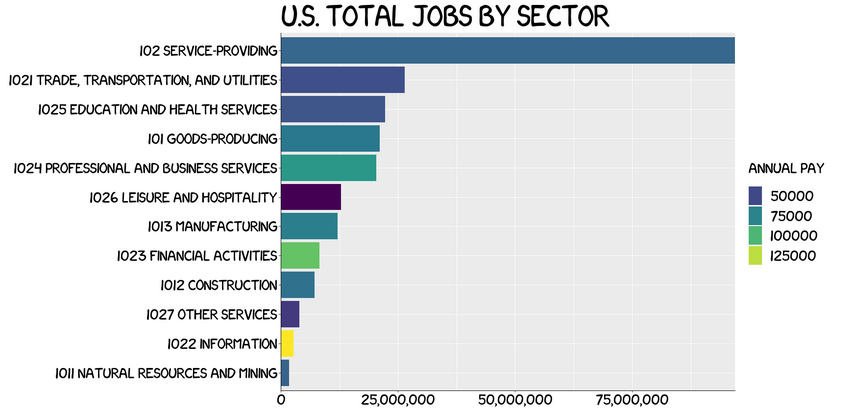 U.S. TOTAL JOBS BY SECTOR
102 SERVICE-PROVIDING
1021 TRADE, TRANSPORTATION, AND UTILITIES
1025 EDUCATION AND HEALTH SERVICES
101 GOODS-PRODUCING
1024 PROFESSIONAL AND BUSINESS SERVICES
1026 LEISURE AND HOSPITALITY
1013 MANUFACTURING
1023 FINANCIAL ACTIVITIES
1012 CONSTRUCTION
1027 OTHER SERVICES
1022 INFORMATION
1011 NATURAL RESOURCES AND MINING
0 25,000,000 50,000,000 75,000,000
ANNUAL PAY
50000
75000
100000
125000